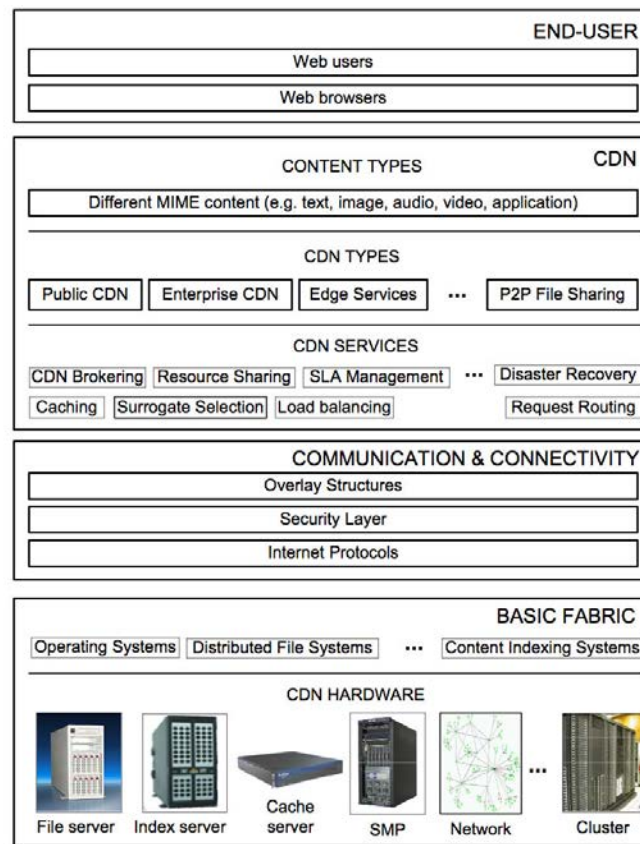 END-USER
Web users
Web browsers
CDN
CONTENT TYPES
Different MIME content (e.g. text, image, audio, video, application)
CDN TYPES
Public CDN Enterprise CDN Edge Services ... P2P File Sharing
CDN SERVICES
CDN Brokering Resource Sharing SLA Management ... Disaster Recovery
Caching Surrogate Selection Load balancing Request Routing
COMMUNICATION & CONNECTIVITY
Overlay Structures
Security Layer
Internet Protocols
BASIC FABRIC
Operating Systems Distributed File Systems ... Content Indexing Systems
CDN HARDWARE
...
File server Index server Cache server SMP Network Cluster